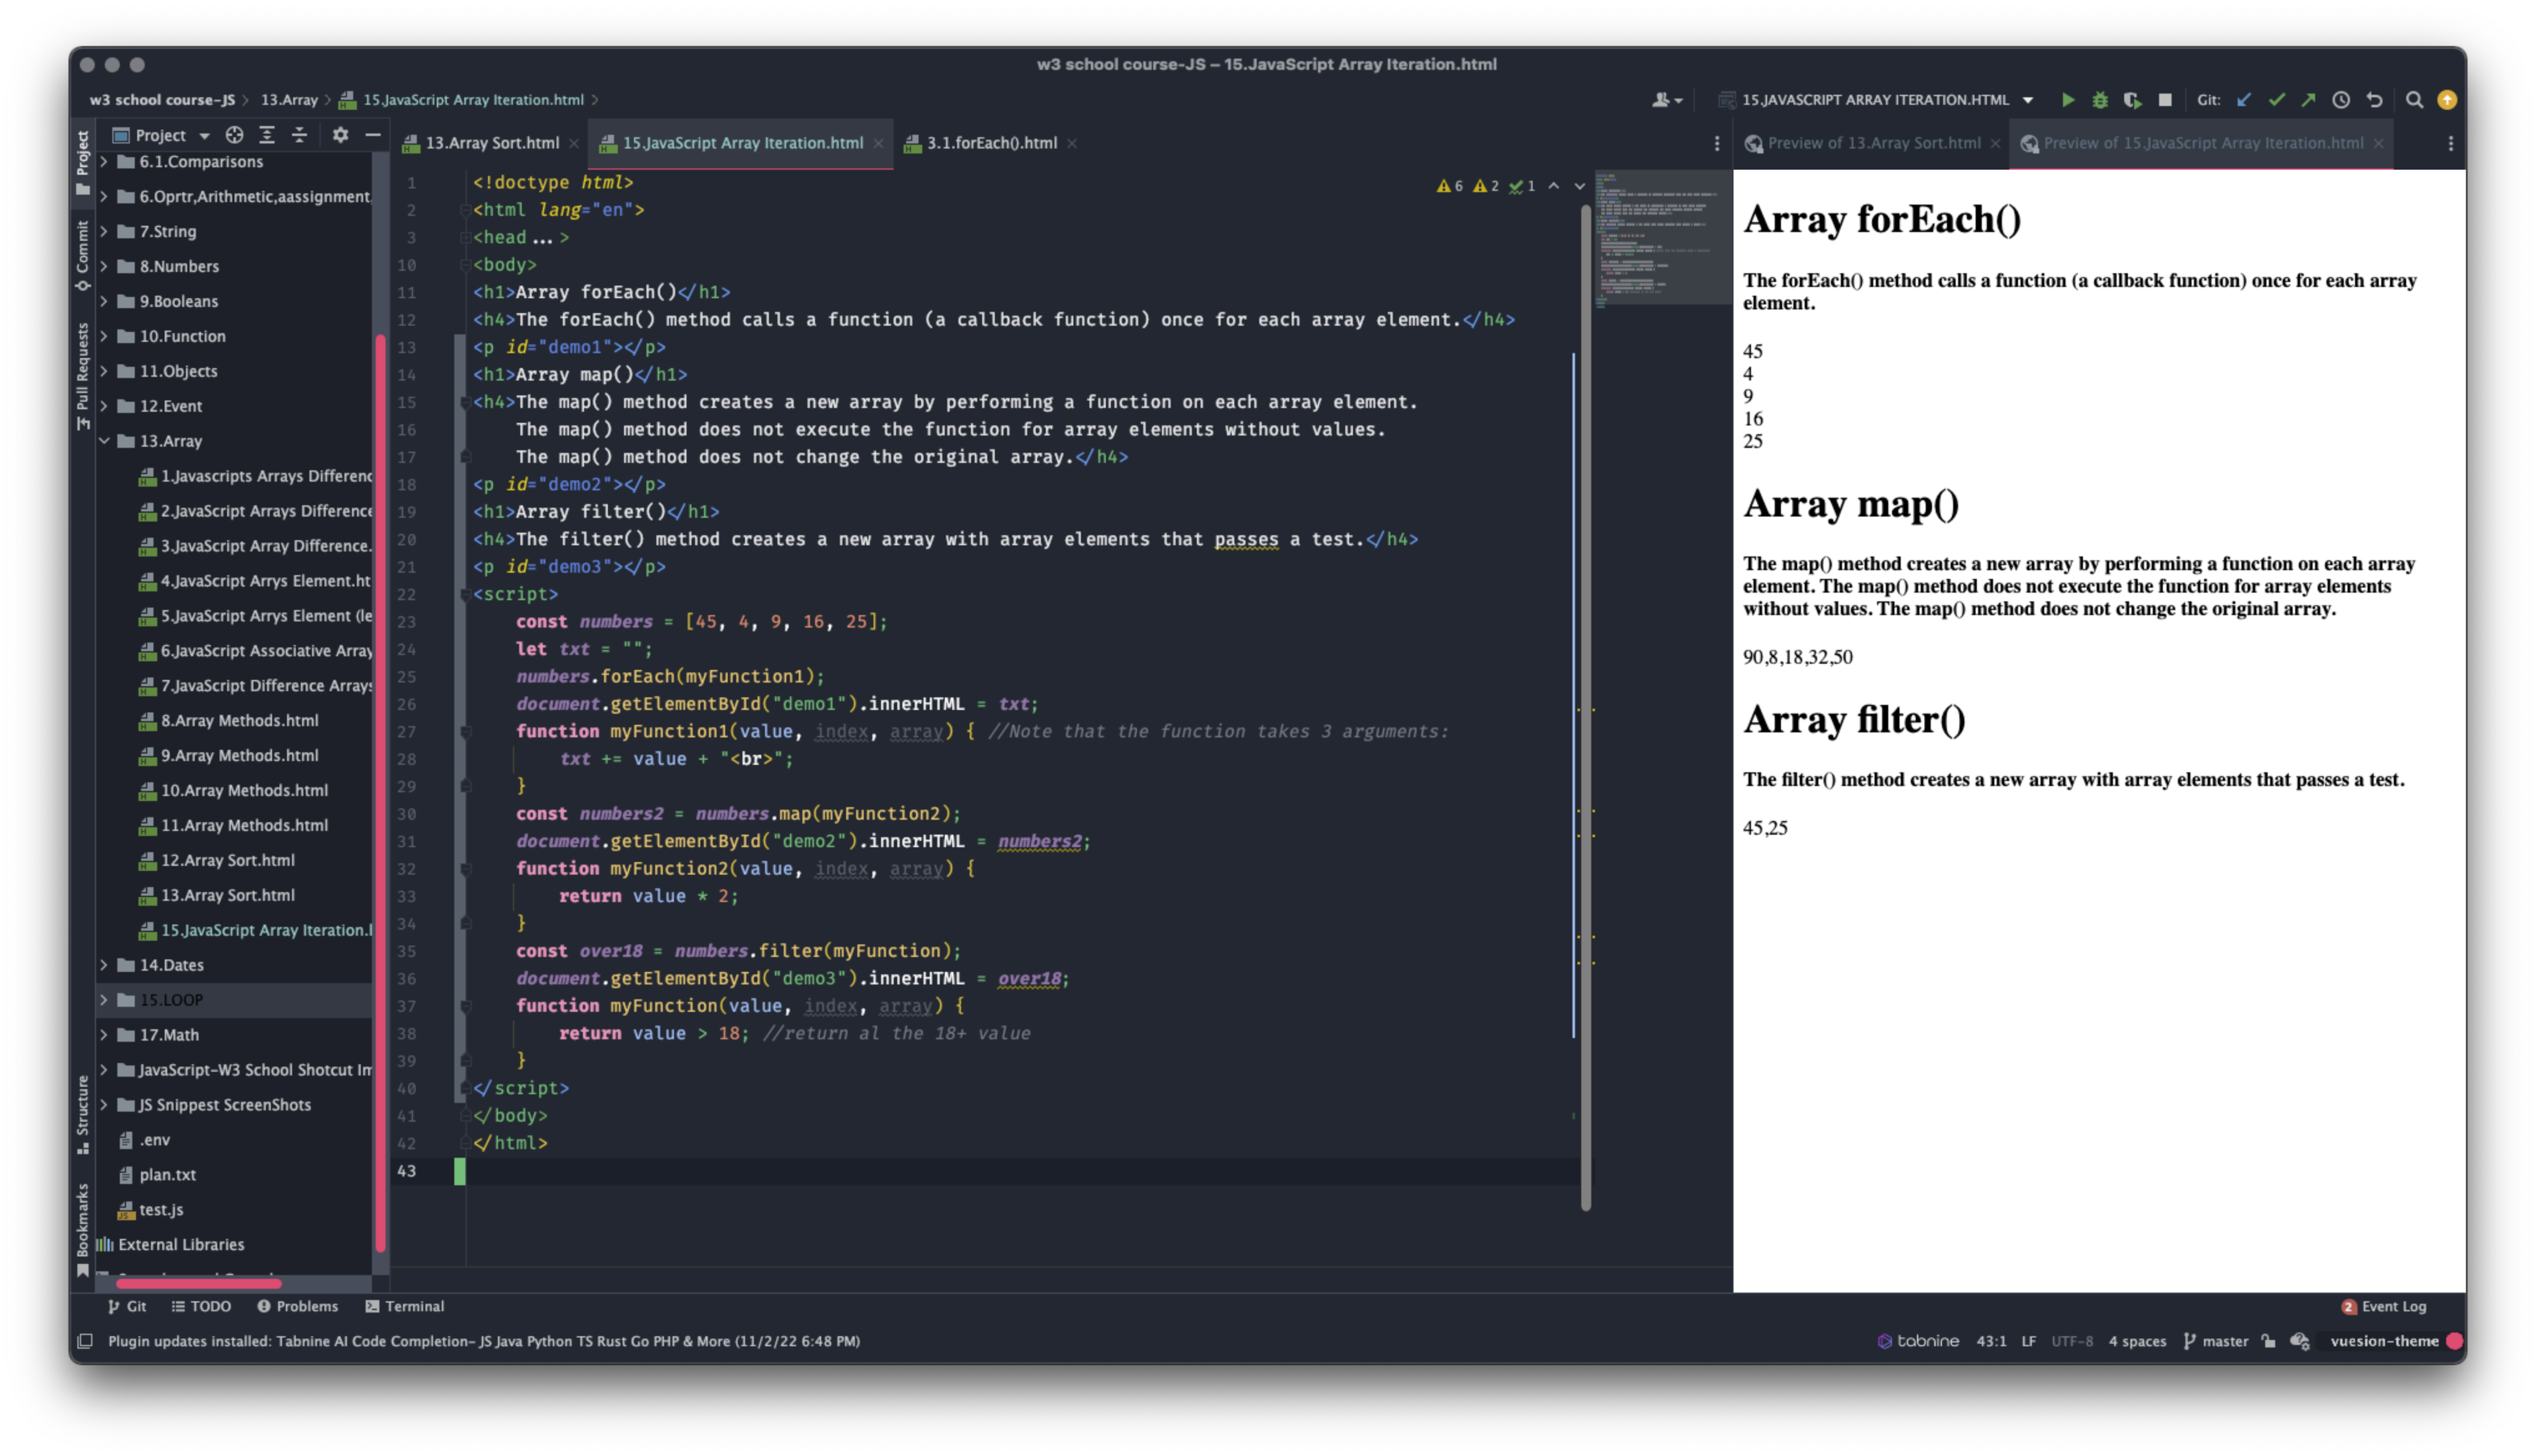 w3 school course-JS – 15.JavaScript Array Iteration.html
w3 school course-JS 13.Array 15.JavaScript Array Iteration.html
15.JAVASCRIPT ARRAY ITERATION.HTML Git:
Project
13.Array Sort.html 15.JavaScript Array Iteration.html 3.1.forEach().html
Preview of 13.Array Sort.html Preview of 15.JavaScript Array Iteration.html
Project
Commit
Pull Requests
Structure
Bookmarks
6.1.Comparisons
6.Oprtr,Arithmetic,aassignment,
7.String
8.Numbers
9.Booleans
10.Function
11.Objects
12.Event
13.Array
1.Javascripts Arrays Differenc
2.JavaScript Arrays Difference
3.JavaScript Array Difference.
4.JavaScript Arrys Element.ht
5.JavaScript Arrys Element (le
6.JavaScript Associative Array
7.JavaScript Difference Arrays
8.Array Methods.html
9.Array Methods.html
10.Array Methods.html
11.Array Methods.html
12.Array Sort.html
13.Array Sort.html
15.JavaScript Array Iteration.
14.Dates
15.LOOP
17.Math
JavaScript-W3 School Shotcut Im
JS Snippest ScreenShots
.env
plan.txt
test.js
External Libraries
6 2 1
1 <!doctype html>
2 <html lang="en">
3 <head ... >
10 <body>
11 <h1>Array forEach()</h1>
12 <h4>The forEach() method calls a function (a callback function) once for each array element.</h4>
13 <p id="demo1"></p>
14 <h1>Array map()</h1>
15 <h4>The map() method creates a new array by performing a function on each array element.
16 The map() method does not execute the function for array elements without values.
17 The map() method does not change the original array.</h4>
18 <p id="demo2"></p>
19 <h1>Array filter()</h1>
20 <h4>The filter() method creates a new array with array elements that passes a test.</h4>
21 <p id="demo3"></p>
22 <script>
23 const numbers = [45, 4, 9, 16, 25];
24 let txt = "";
25 numbers.forEach(myFunction1);
26 document.getElementById("demo1").innerHTML = txt;
27 function myFunction1(value, index, array) { //Note that the function takes 3 arguments:
28 txt += value + "<br>";
29 }
30 const numbers2 = numbers.map(myFunction2);
31 document.getElementById("demo2").innerHTML = numbers2;
32 function myFunction2(value, index, array) {
33 return value * 2;
34 }
35 const over18 = numbers.filter(myFunction);
36 document.getElementById("demo3").innerHTML = over18;
37 function myFunction(value, index, array) {
38 return value > 18; //return al the 18+ value
39 }
40 </script>
41 </body>
42 </html>
43
Array forEach()
The forEach() method calls a function (a callback function) once for each array
element.
45
4
9
16
25
Array map()
The map() method creates a new array by performing a function on each array
element. The map() method does not execute the function for array elements
without values. The map() method does not change the original array.
90,8,18,32,50
Array filter()
The filter() method creates a new array with array elements that passes a test.
45,25
Git TODO Problems Terminal 2 Event Log
Plugin updates installed: Tabnine AI Code Completion- JS Java Python TS Rust Go PHP & More (11/2/22 6:48 PM)
tabnine 43:1 LF UTF-8 4 spaces master vuesion-theme